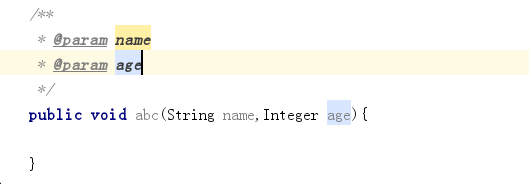 /**
* @param name
* @param age
*/
public void abc(String name,Integer age){
}